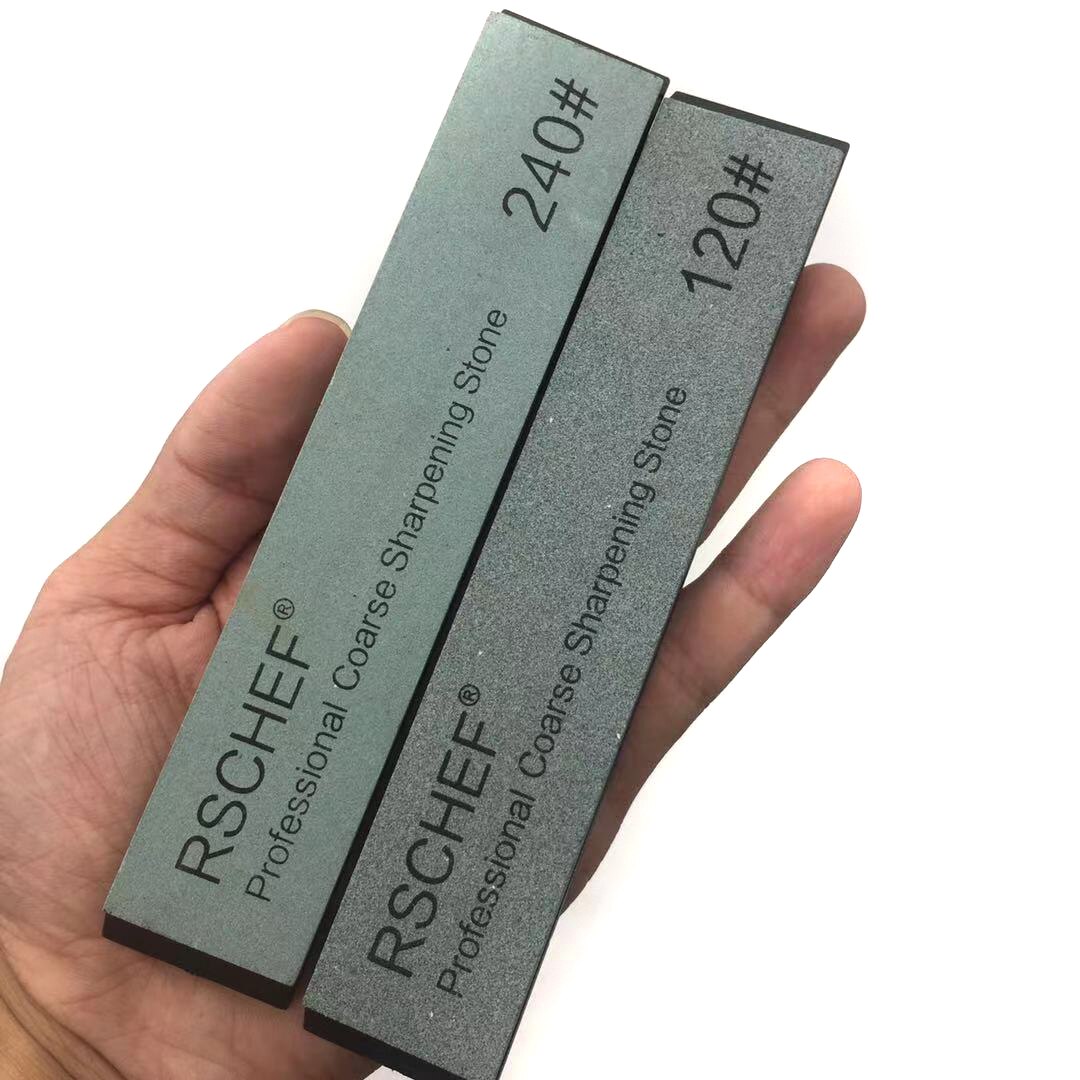 RSCHEF®
Professional Coarse Sharpening Stone
240#
RSCHEF®
Professional Coarse Sharpening Stone
120#